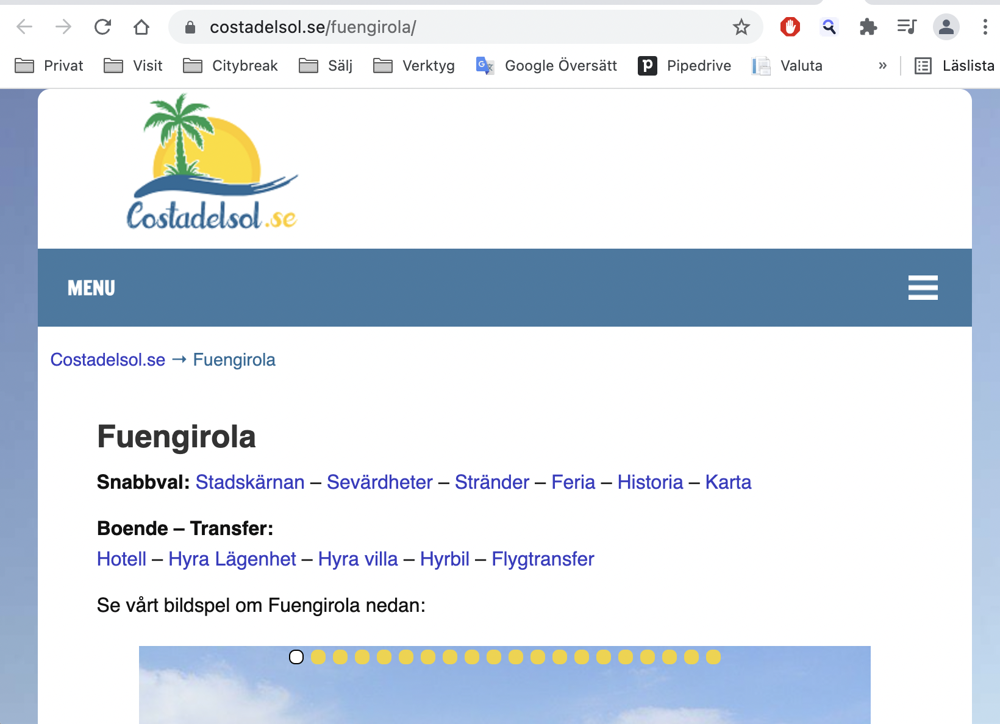 costadelsol.se/fuengirola/
Privat Visit Citybreak Sälj Verktyg Google Översätt Pipedrive Valuta » Läslista
Costadelsol.se
MENU
Costadelsol.se → Fuengirola
Fuengirola
Snabbval: Stadskärnan – Sevärdheter – Stränder – Feria – Historia – Karta
Boende – Transfer:
Hotell – Hyra Lägenhet – Hyra villa – Hyrbil – Flygtransfer
Se vårt bildspel om Fuengirola nedan: